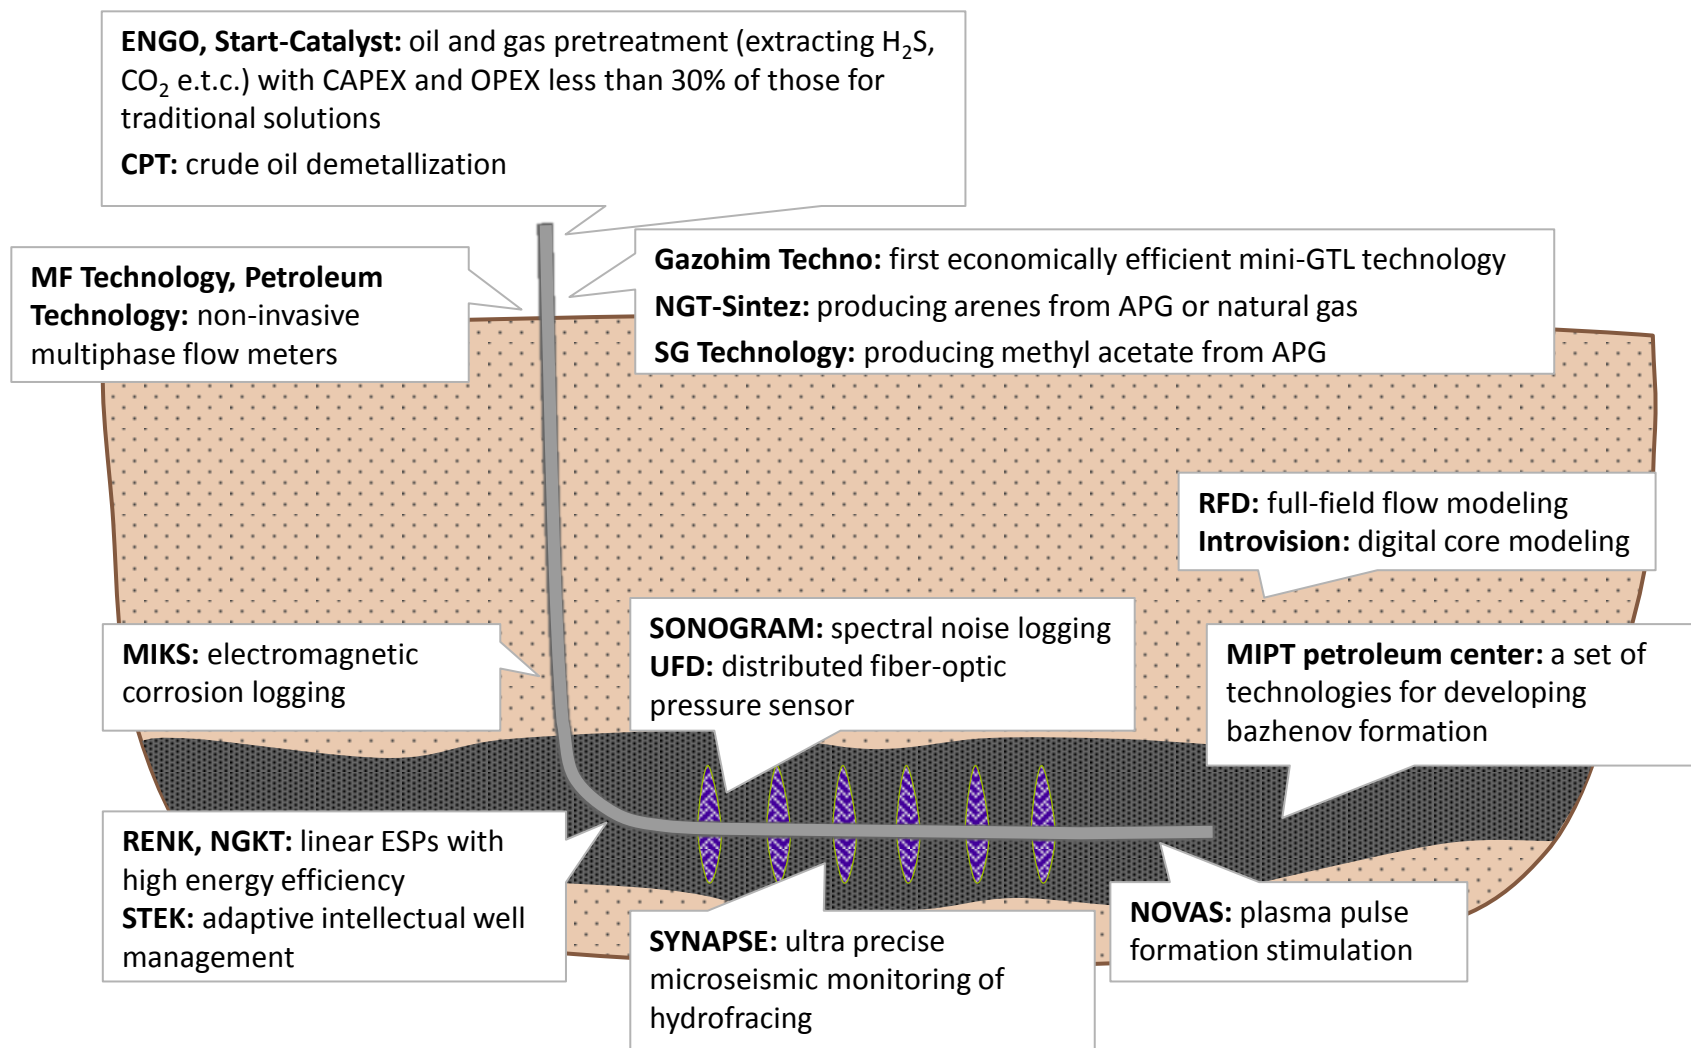 ENGO, Start-Catalyst: oil and gas pretreatment (extracting H₂S,
CO₂ e.t.c.) with CAPEX and OPEX less than 30% of those for
traditional solutions
CPT: crude oil demetallization
MF Technology, Petroleum
Technology: non-invasive
multiphase flow meters
Gazohim Techno: first economically efficient mini-GTL technology
NGT-Sintez: producing arenes from APG or natural gas
SG Technology: producing methyl acetate from APG
RFD: full-field flow modeling
Introvision: digital core modeling
MIKS: electromagnetic
corrosion logging
SONOGRAM: spectral noise logging
UFD: distributed fiber-optic
pressure sensor
MIPT petroleum center: a set of
technologies for developing
bazhenov formation
RENK, NGKT: linear ESPs with
high energy efficiency
STEK: adaptive intellectual well
management
SYNAPSE: ultra precise
microseismic monitoring of
hydrofracing
NOVAS: plasma pulse
formation stimulation